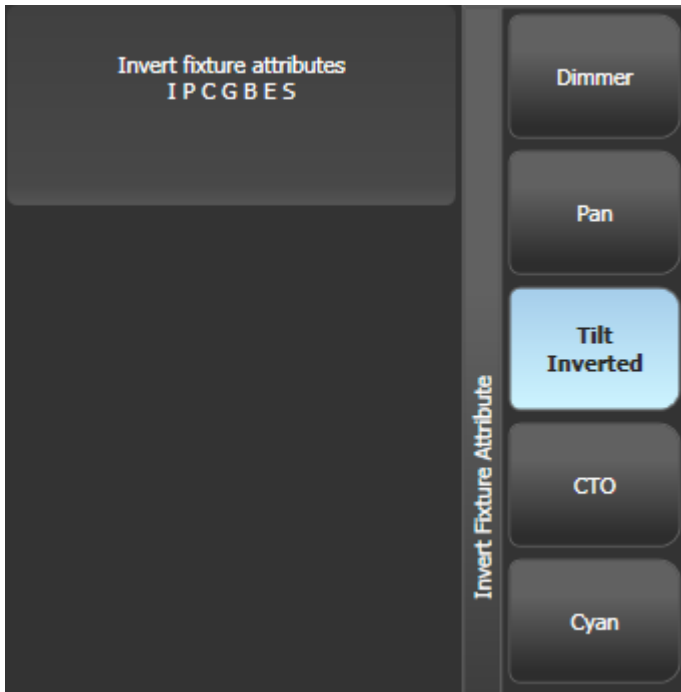 Invert fixture attributes
I P C G B E S
Invert Fixture Attribute
Dimmer
Pan
Tilt
Inverted
CTO
Cyan